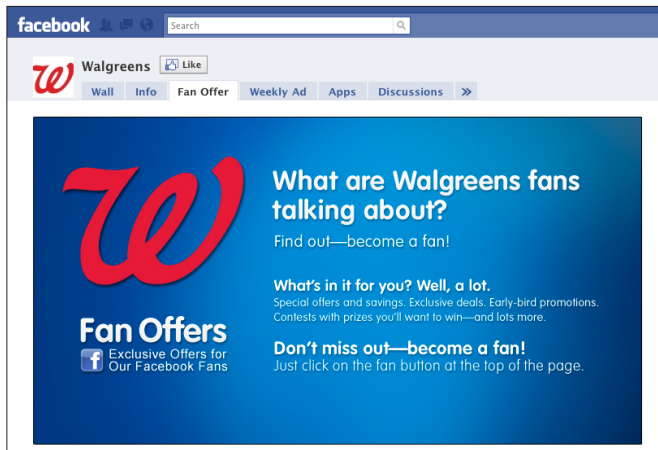 facebook
Search
Walgreens
Like
Wall Info Fan Offer Weekly Ad Apps Discussions »
W
What are Walgreens fans
talking about?
Find out—become a fan!
What's in it for you? Well, a lot.
Special offers and savings. Exclusive deals. Early-bird promotions.
Contests with prizes you'll want to win—and lots more.
Fan Offers
f Exclusive Offers for
Our Facebook Fans
Don't miss out—become a fan!
Just click on the fan button at the top of the page.